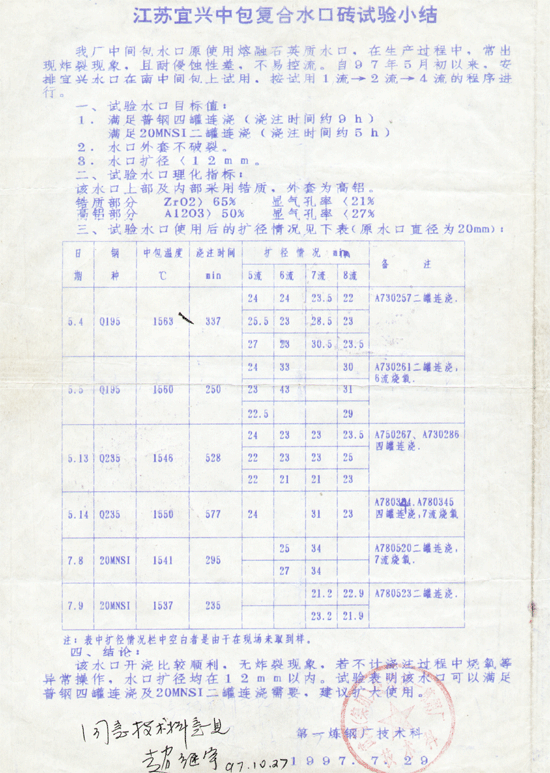 江苏宜兴中包复合水口砖试验小结
我厂中间包水口原使用熔融石英质水口，在生产过程中，常出
现炸裂现象，且耐侵蚀性差，不易控流。自97年5月初以来，安
排宜兴水口在南中间包上试用，按试用1流→2流→4流的程序进
行。
一、试验水口目标值：
1．满足普钢四罐连浇（浇注时间约9h）。
满足20MNSI二罐连浇（浇注时间约5h）
2．水口外套不破裂。
3．水口扩径＜12mm。
二、试验水口理化指标：
该水口上部及内部采用锆质，外套为高铝。
锆质部分 ZrO2＞65% 显气孔率＜21%
高铝部分 A12O3＞50% 显气孔率＜27%
三、试验水口使用后的扩径情况见下表(原水口直径为20mm)：
日期 钢种 中包温度℃ 浇注时间min 扩径情况 mm 备注
5流 6流 7流 8流
5.4 Q195 1563 337 24 24 23.5 22 A730257二罐连浇.
25.5 23 28.5 23
27 23 30.5 23.5
5.5 Q195 1560 250 24 33 30 A730261二罐连浇，
23 43 31 6流烧氧.
22.5 29
5.13 Q235 1546 528 24 23 23 23.5 A750267、A730286
22 23 23 25 四罐连浇.
22 21 21 23
5.14 Q235 1550 577 24 31 23 A780345
四罐连浇,7流烧氧
7.8 20MNSI 1541 295 25 34 A780520二罐连浇，
27 34 7流烧氧.
7.9 20MNSI 1537 235 21.2 22.9 A780523二罐连浇.
23.2 21.9
注：表中扩径情况栏中空白者是由于在现场未取到样。
四、结论：
该水口开浇比较顺利，无炸裂现象，若不计浇注过程中烧氧等
异常操作，水口扩径均在12mm以内。试验表明该水口可以满足
普钢四罐连浇及20MNSI二罐连浇需要，建议扩大使用。
同意技术科意见
97.10.27
第一炼钢厂技术科
1997.7.29